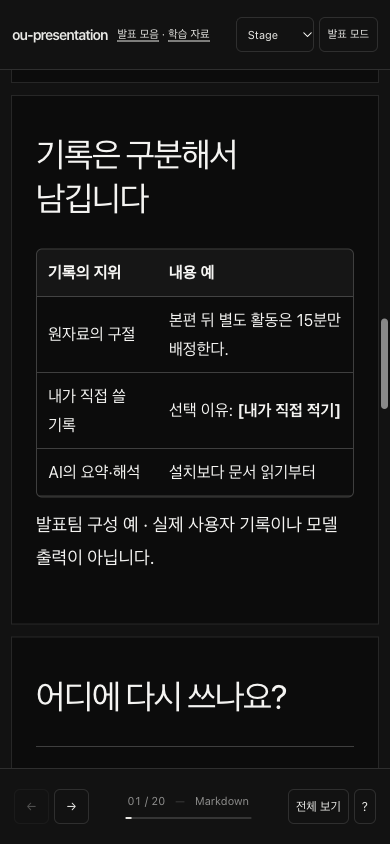 ou-presentation 발표 모음 · 학습 자료 Stage 발표 모드
기록은 구분해서
남깁니다
기록의 지위 내용 예
원자료의 구절 본편 뒤 별도 활동은 15분만
배정한다.
내가 직접 쓸
기록 선택 이유: [내가 직접 적기]
AI의 요약·해석 설치보다 문서 읽기부터
발표팀 구성 예 · 실제 사용자 기록이나 모델
출력이 아닙니다.
어디에 다시 쓰나요?
← → 01 / 20 — Markdown 전체 보기 ?